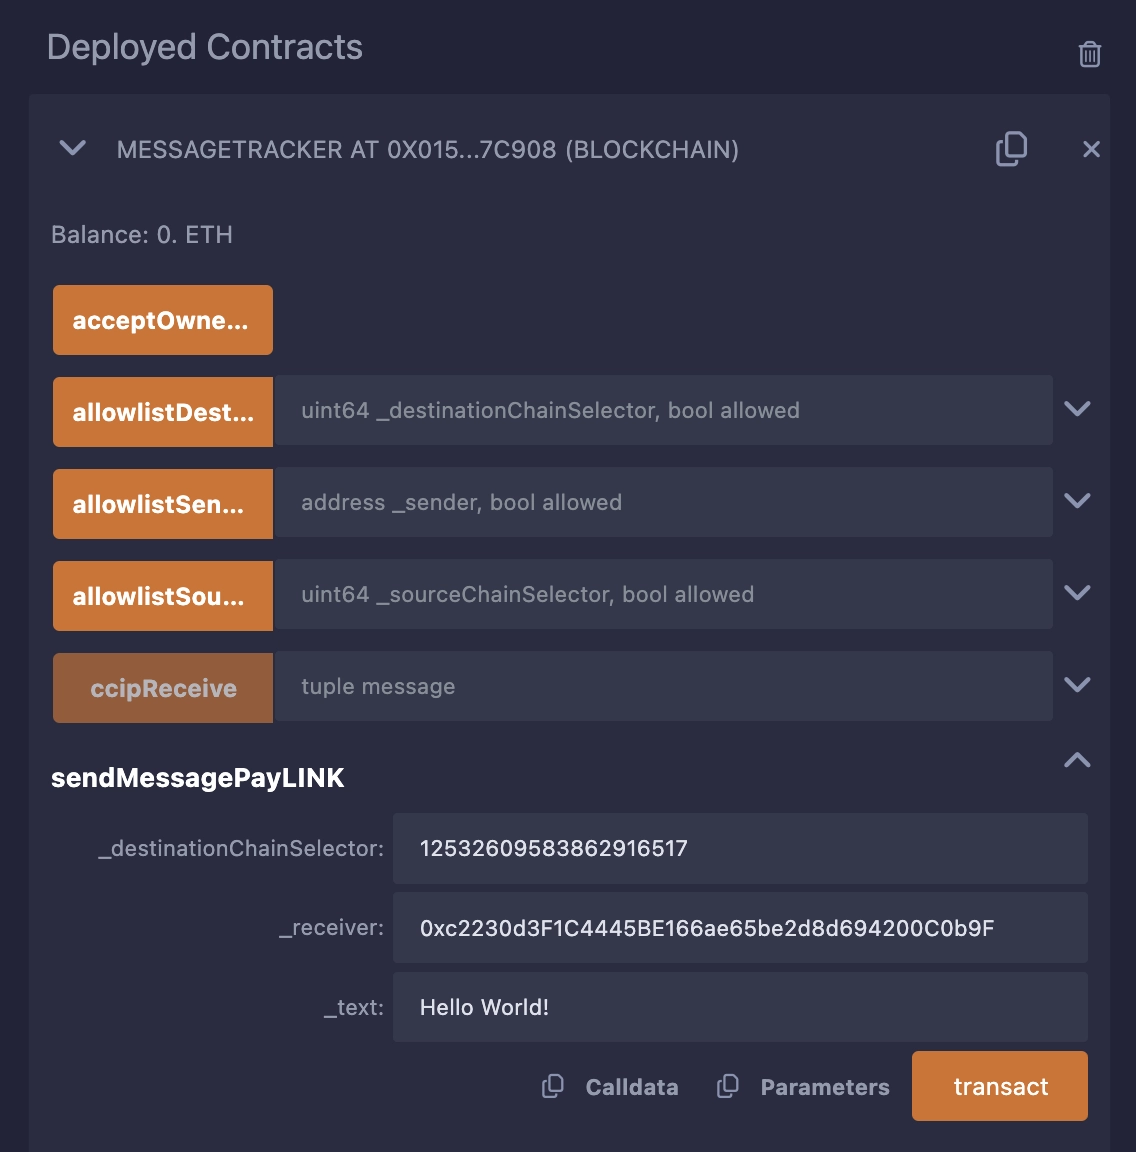 Deployed Contracts
MESSAGETRACKER AT 0X015...7C908 (BLOCKCHAIN)
Balance: 0. ETH
acceptOwne...
allowlistDest... uint64 _destinationChainSelector, bool allowed
allowlistSen... address _sender, bool allowed
allowlistSou... uint64 _sourceChainSelector, bool allowed
ccipReceive tuple message
sendMessagePayLINK
_destinationChainSelector: 12532609583862916517
_receiver: 0xc2230d3F1C4445BE166ae65be2d8d694200C0b9F
_text: Hello World!
Calldata Parameters transact